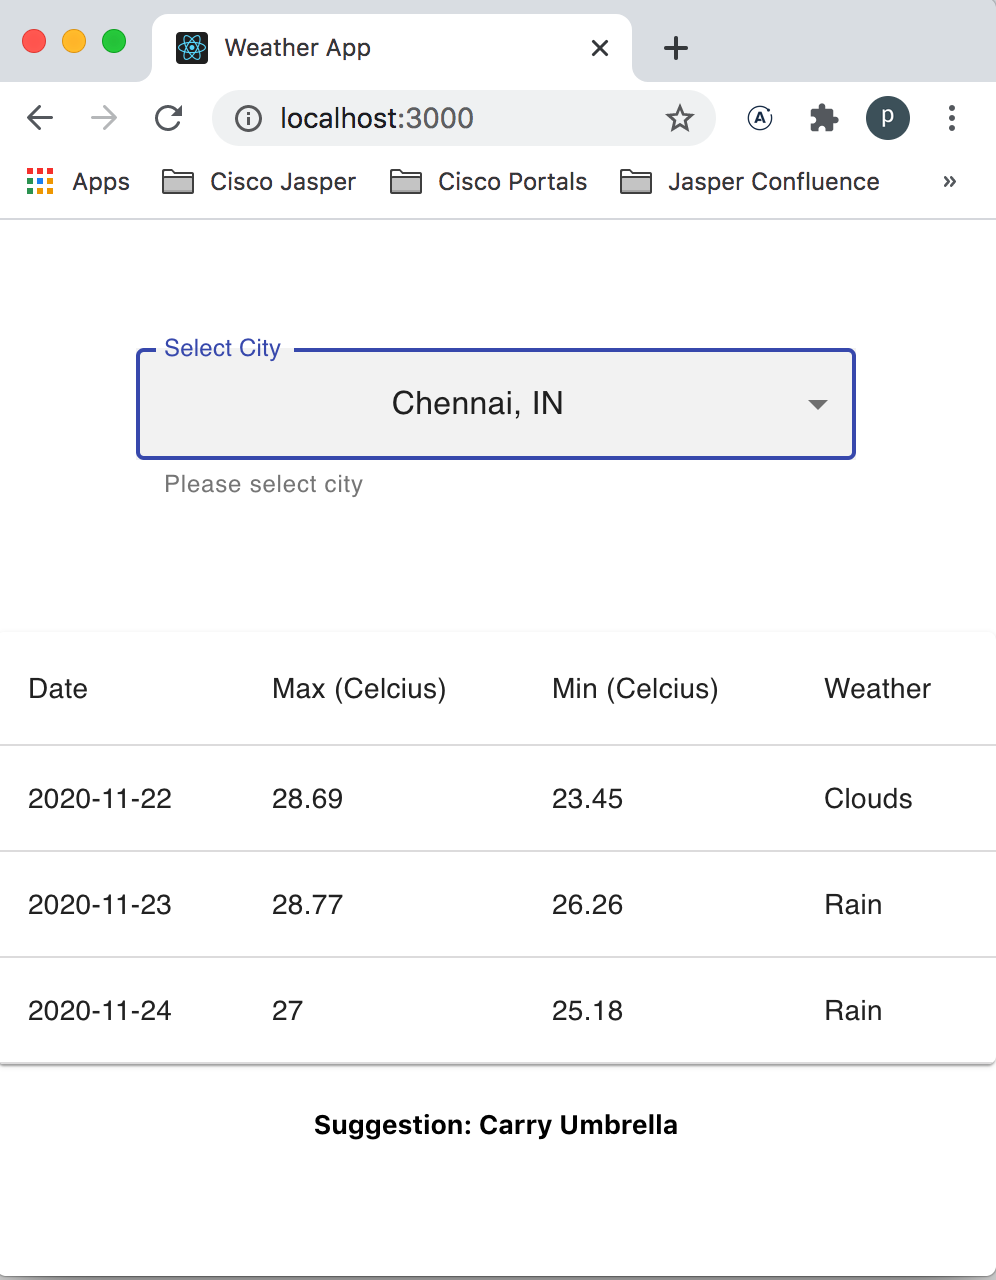 Weather App
localhost:3000
A
p
Apps
Cisco Jasper
Cisco Portals
Jasper Confluence
»
Select City
Chennai, IN
Please select city
Date Max (Celcius) Min (Celcius) Weather
2020-11-22 28.69 23.45 Clouds
2020-11-23 28.77 26.26 Rain
2020-11-24 27 25.18 Rain
Suggestion: Carry Umbrella